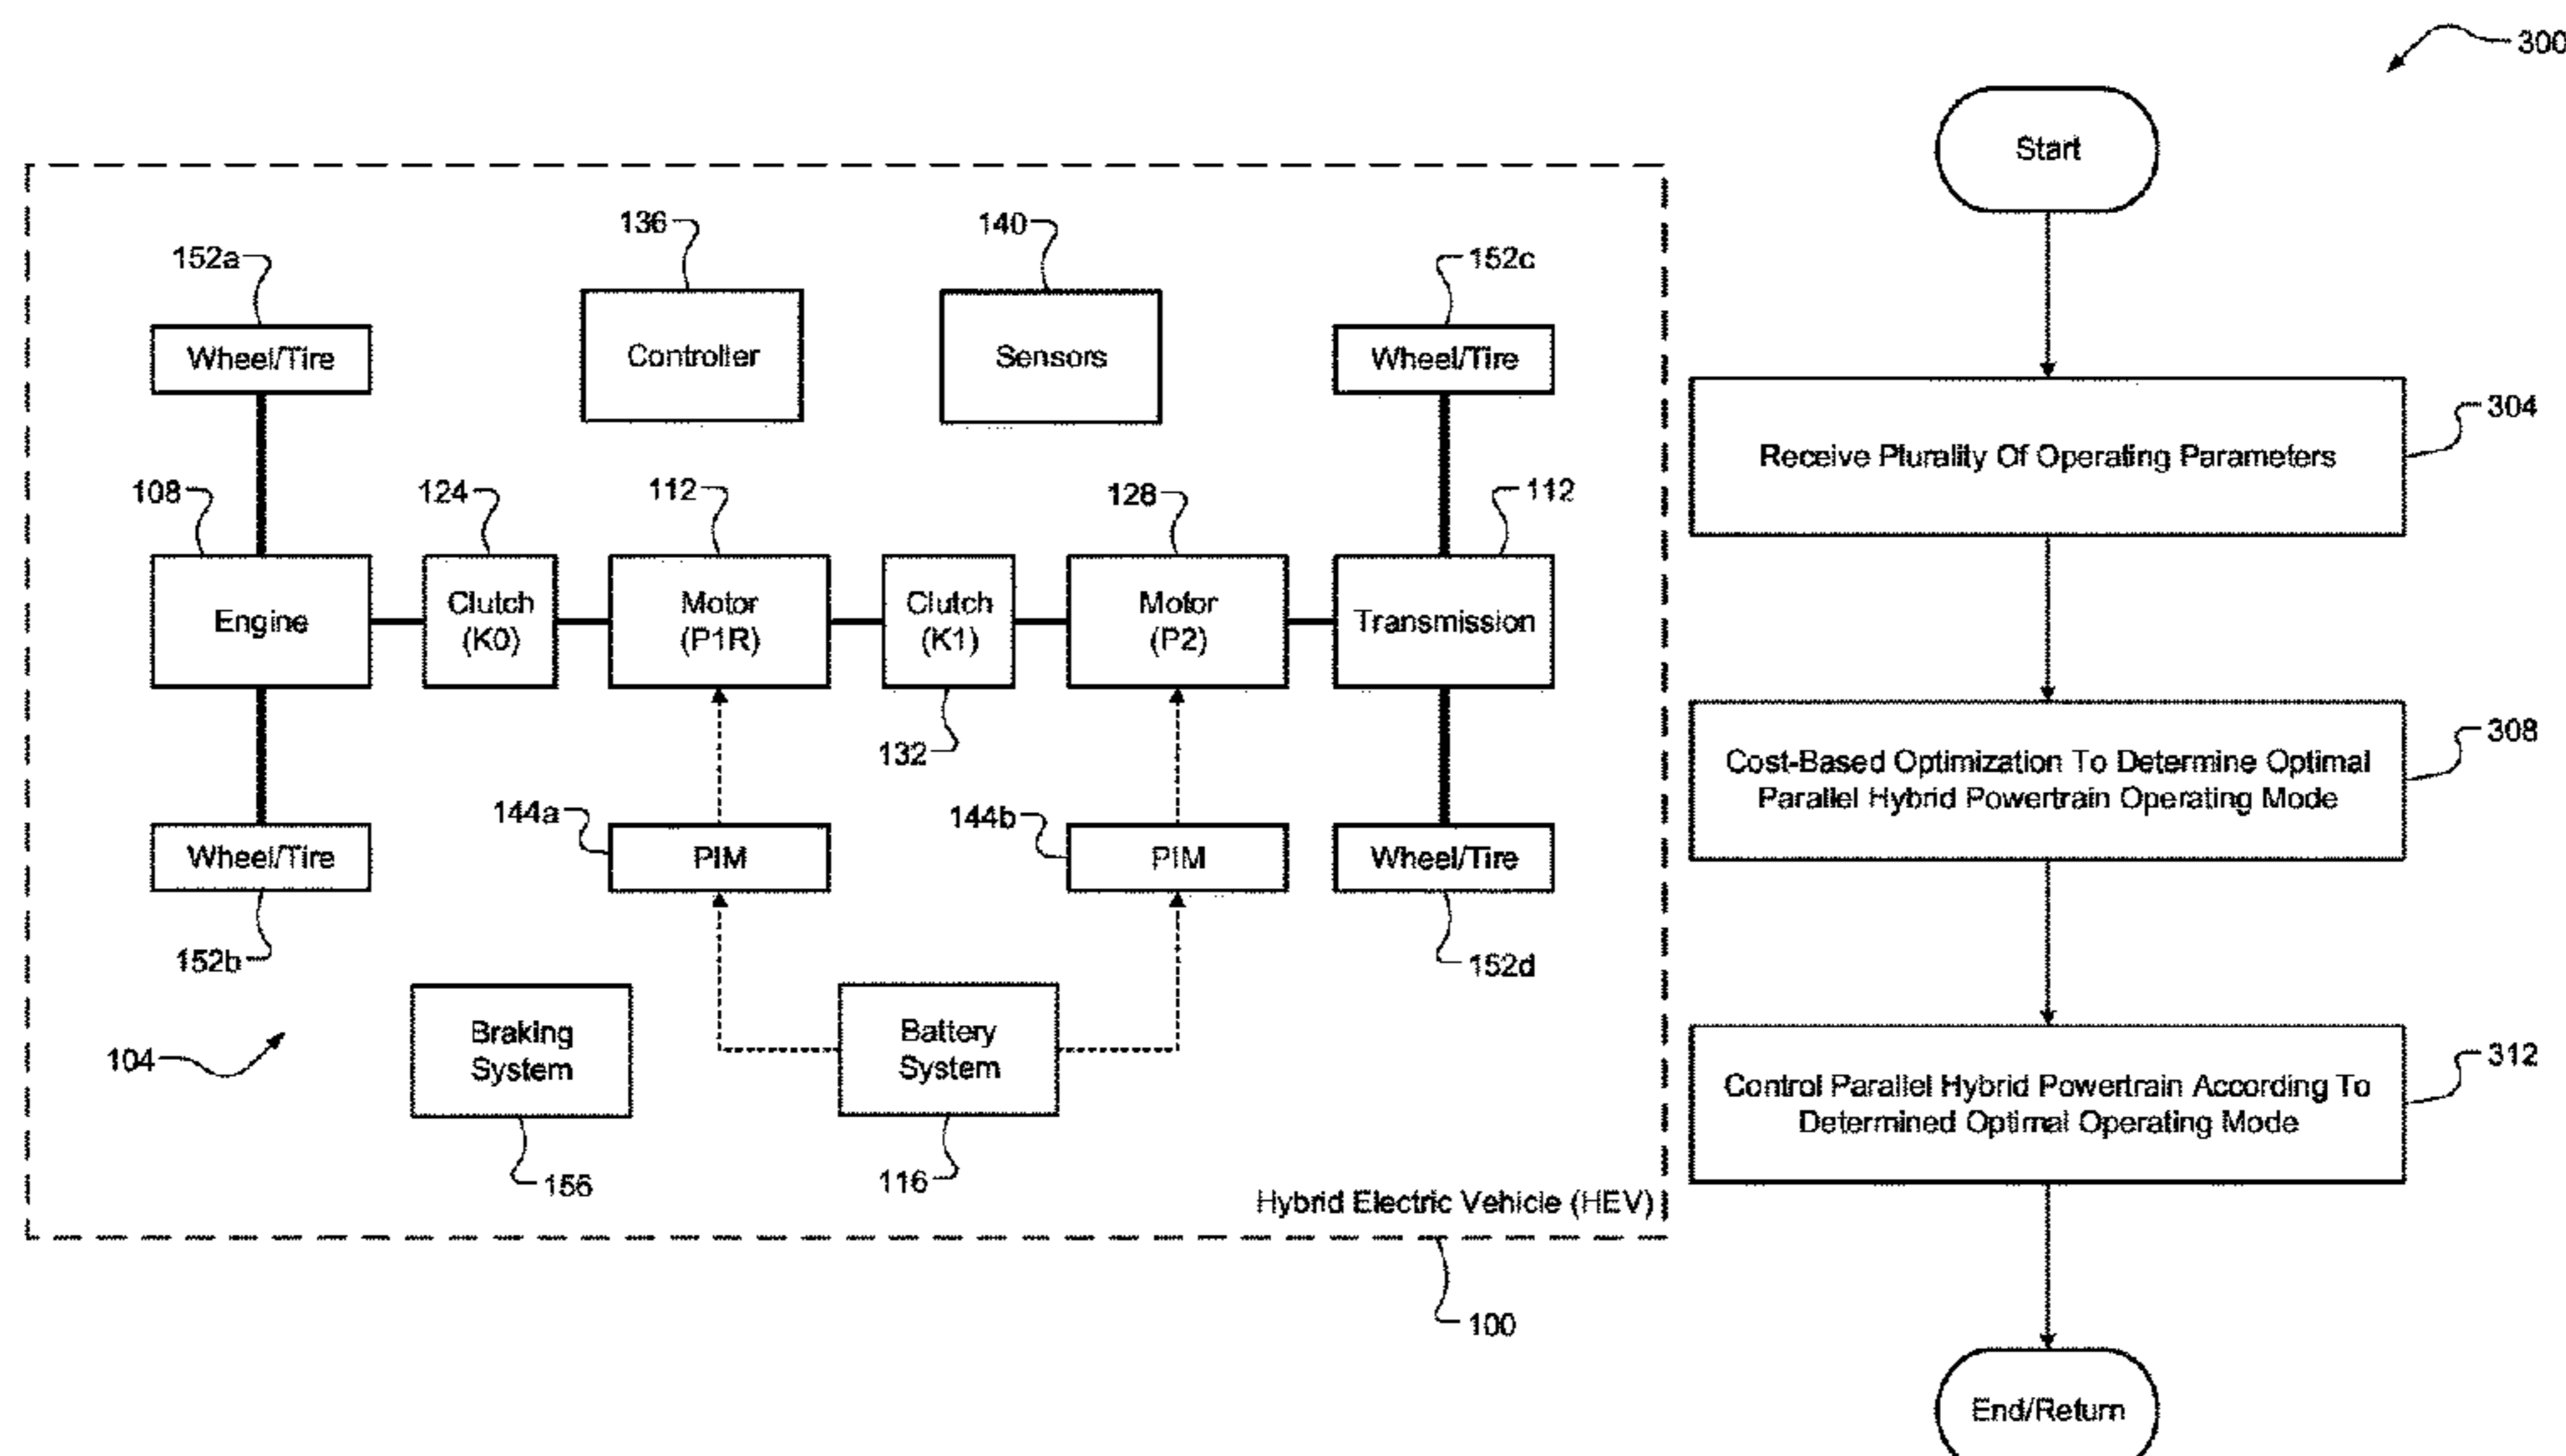 300
Start
136
140
152a
152c
Wheel/Tire
Controller
Sensors
Wheel/Tire
304
Receive Plurality Of Operating Parameters
108
124
112
128
112
Engine
Clutch
(K0)
Motor
(P1R)
Clutch
(K1)
Motor
(P2)
Transmission
132
308
Cost-Based Optimization To Determine Optimal
Parallel Hybrid Powertrain Operating Mode
144a
144b
Wheel/Tire
PIM
PIM
Wheel/Tire
152b
152d
Braking
System
Battery
System
104
156
116
312
Control Parallel Hybrid Powertrain According To
Determined Optimal Operating Mode
Hybrid Electric Vehicle (HEV)
100
End/Return